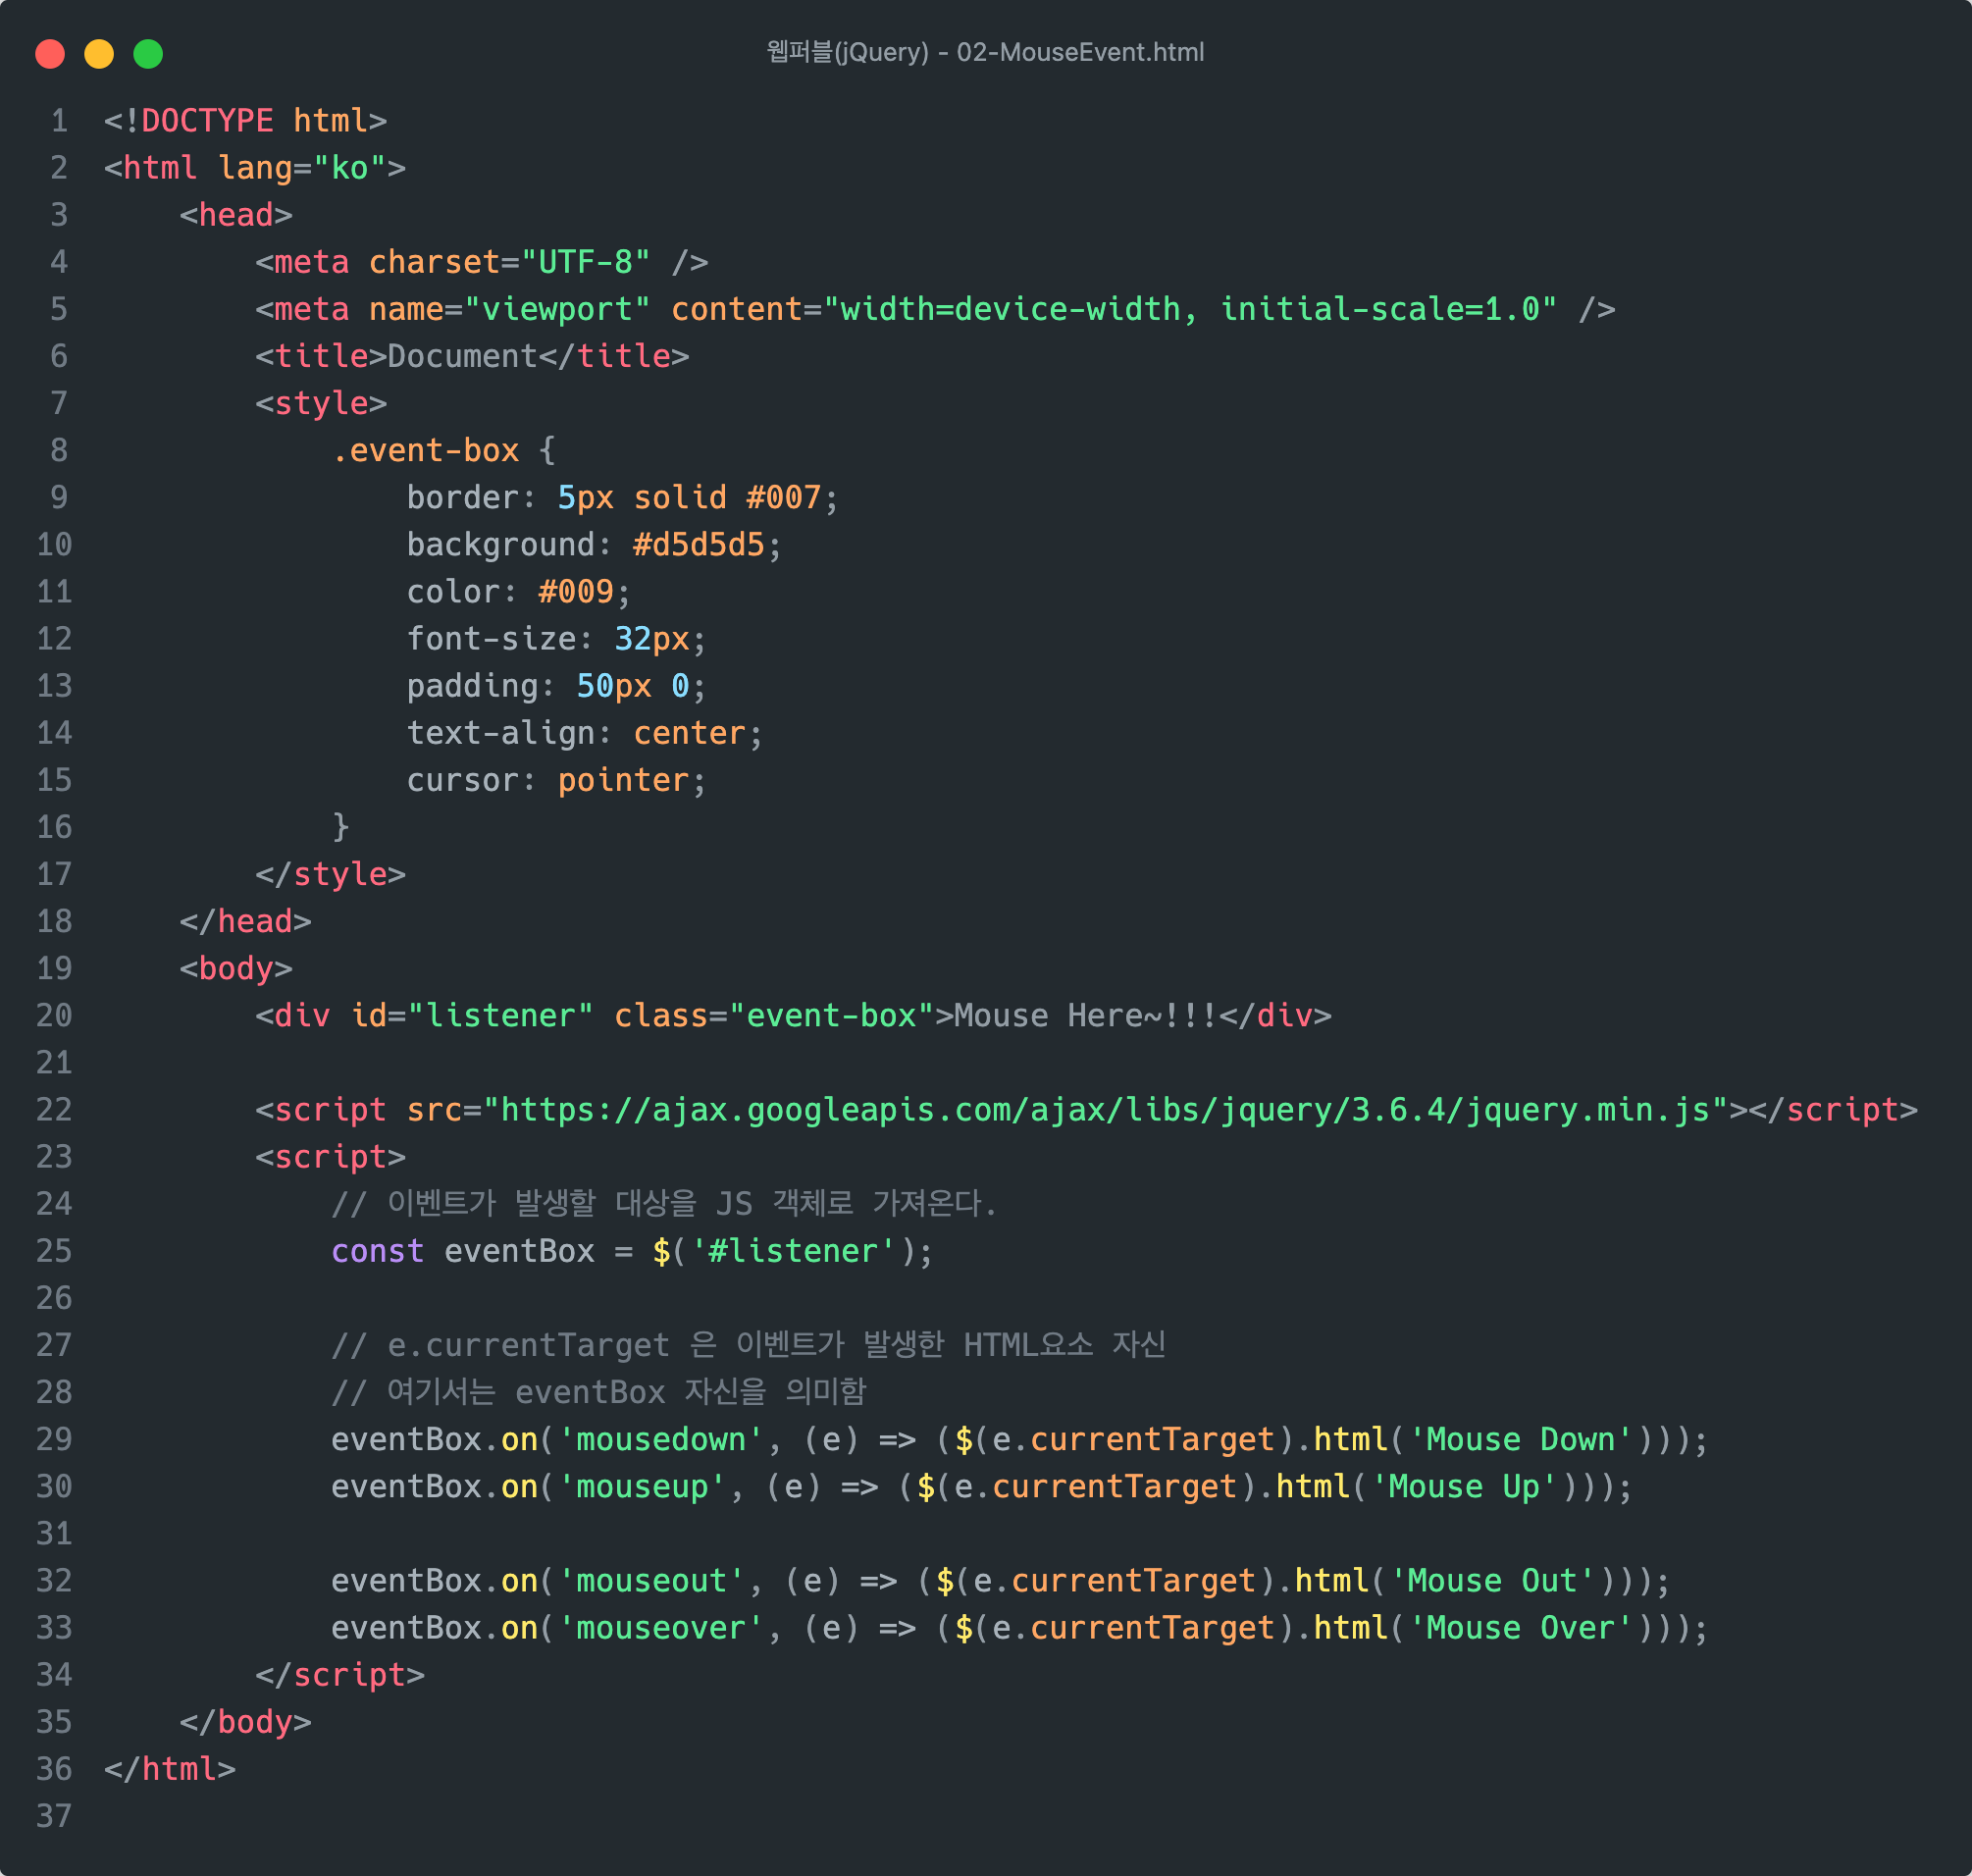 웹퍼블(jQuery) - 02-MouseEvent.html
1 <!DOCTYPE html>
2 <html lang="ko">
3     <head>
4         <meta charset="UTF-8" />
5         <meta name="viewport" content="width=device-width, initial-scale=1.0" />
6         <title>Document</title>
7         <style>
8             .event-box {
9                 border: 5px solid #007;
10                 background: #d5d5d5;
11                 color: #009;
12                 font-size: 32px;
13                 padding: 50px 0;
14                 text-align: center;
15                 cursor: pointer;
16             }
17         </style>
18     </head>
19     <body>
20         <div id="listener" class="event-box">Mouse Here~!!!</div>
21
22         <script src="https://ajax.googleapis.com/ajax/libs/jquery/3.6.4/jquery.min.js"></script>
23         <script>
24             // 이벤트가 발생할 대상을 JS 객체로 가져온다.
25             const eventBox = $('#listener');
26
27             // e.currentTarget 은 이벤트가 발생한 HTML요소 자신
28             // 여기서는 eventBox 자신을 의미함
29             eventBox.on('mousedown', (e) => ($(e.currentTarget).html('Mouse Down')));
30             eventBox.on('mouseup', (e) => ($(e.currentTarget).html('Mouse Up')));
31
32             eventBox.on('mouseout', (e) => ($(e.currentTarget).html('Mouse Out')));
33             eventBox.on('mouseover', (e) => ($(e.currentTarget).html('Mouse Over')));
34         </script>
35     </body>
36 </html>
37